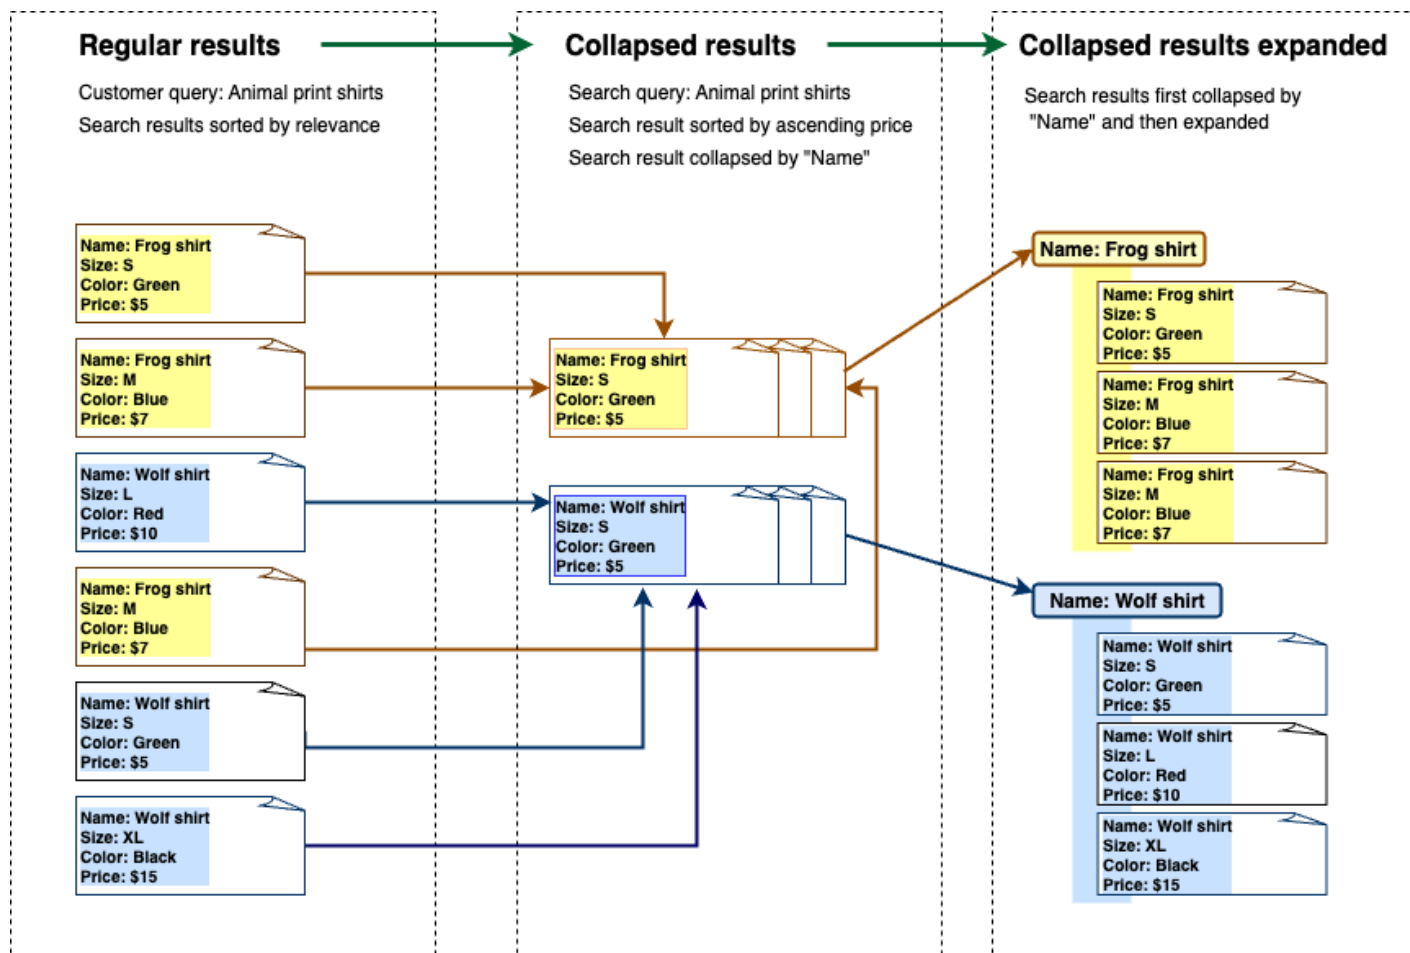 Regular results
Customer query: Animal print shirts
Search results sorted by relevance
Name: Frog shirt
Size: S
Color: Green
Price: $5
Name: Frog shirt
Size: M
Color: Blue
Price: $7
Name: Wolf shirt
Size: L
Color: Red
Price: $10
Name: Frog shirt
Size: M
Color: Blue
Price: $7
Name: Wolf shirt
Size: S
Color: Green
Price: $5
Name: Wolf shirt
Size: XL
Color: Black
Price: $15
Collapsed results
Search query: Animal print shirts
Search result sorted by ascending price
Search result collapsed by "Name"
Name: Frog shirt
Size: S
Color: Green
Price: $5
Name: Wolf shirt
Size: S
Color: Green
Price: $5
Collapsed results expanded
Search results first collapsed by
"Name" and then expanded
Name: Frog shirt
Name: Frog shirt
Size: S
Color: Green
Price: $5
Name: Frog shirt
Size: M
Color: Blue
Price: $7
Name: Frog shirt
Size: M
Color: Blue
Price: $7
Name: Wolf shirt
Name: Wolf shirt
Size: S
Color: Green
Price: $5
Name: Wolf shirt
Size: L
Color: Red
Price: $10
Name: Wolf shirt
Size: XL
Color: Black
Price: $15